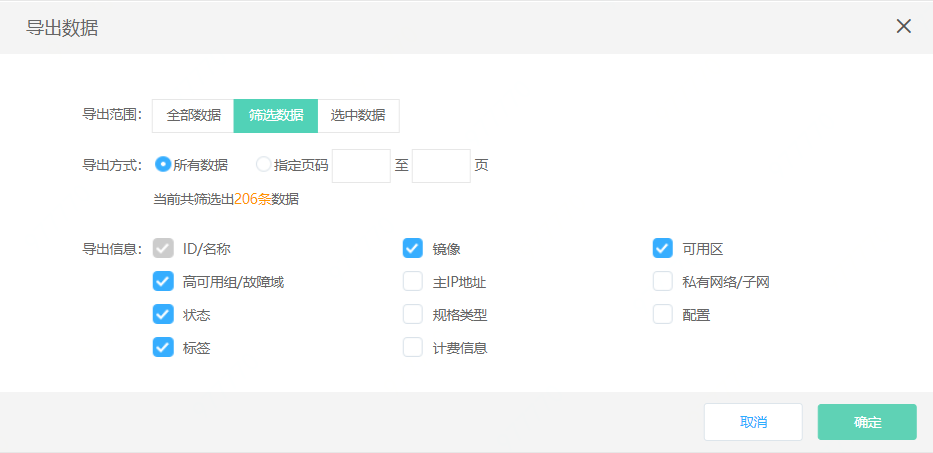 导出数据
导出范围: 全部数据 筛选数据 选中数据
导出方式: 所有数据 指定页码 至 页
当前共筛选出206条数据
导出信息: ID/名称 镜像 可用区
高可用组/故障域 主IP地址 私有网络/子网
状态 规格类型 配置
标签 计费信息
取消 确定